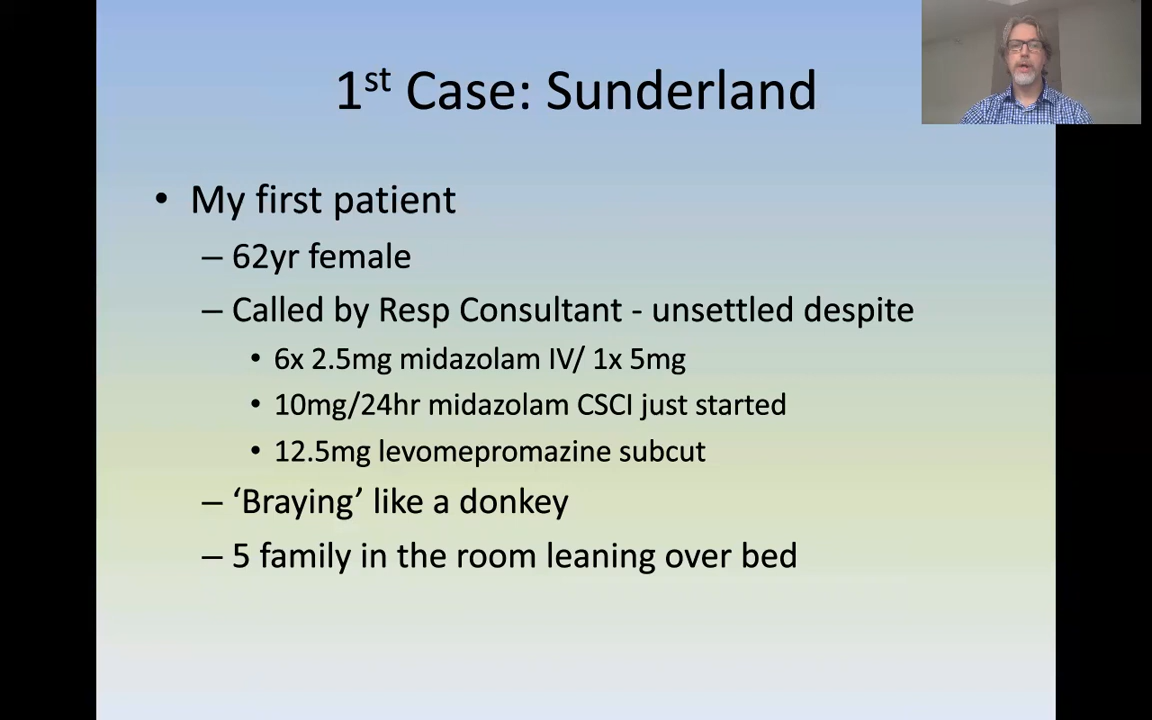 1st Case: Sunderland
• My first patient
– 62yr female
– Called by Resp Consultant - unsettled despite
• 6x 2.5mg midazolam IV/ 1x 5mg
• 10mg/24hr midazolam CSCI just started
• 12.5mg levomepromazine subcut
– ‘Braying’ like a donkey
– 5 family in the room leaning over bed